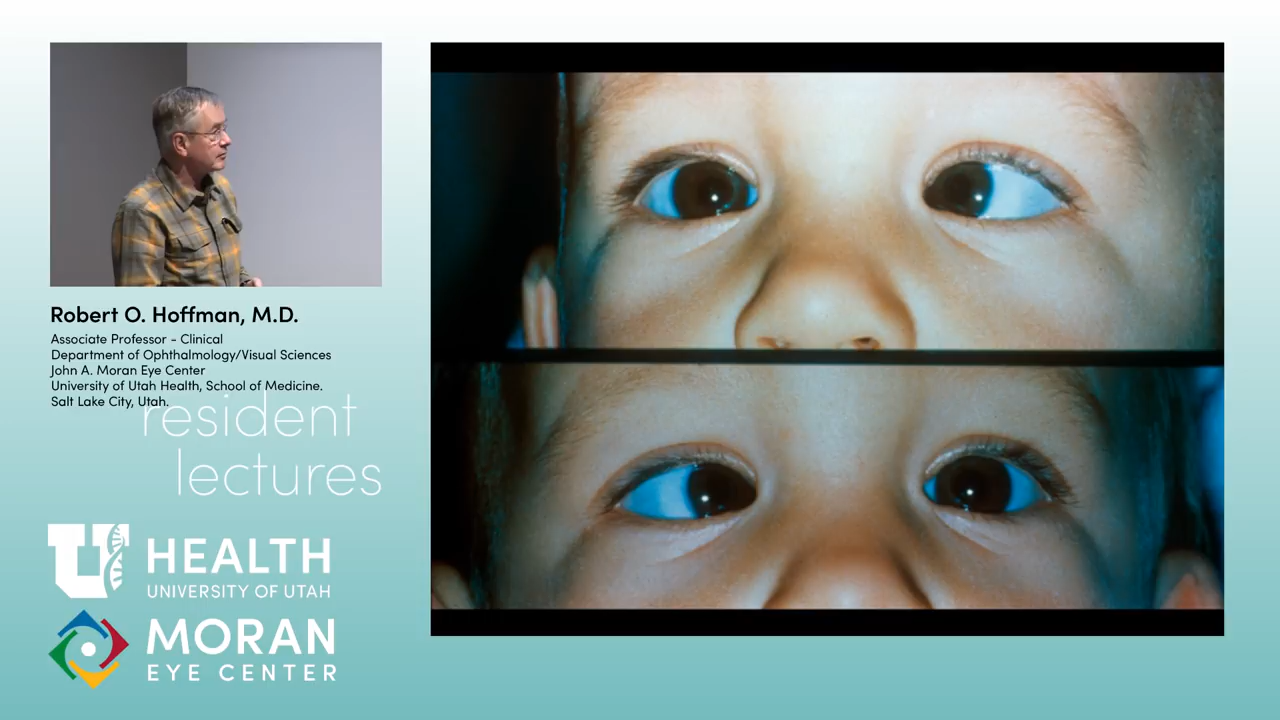 Robert O. Hoffman, M.D.
Associate Professor - Clinical
Department of Ophthalmology/Visual Sciences
John A. Moran Eye Center
University of Utah Health, School of Medicine.
Salt Lake City, Utah.
resident
lectures
U HEALTH
UNIVERSITY OF UTAH
MORAN
EYE CENTER